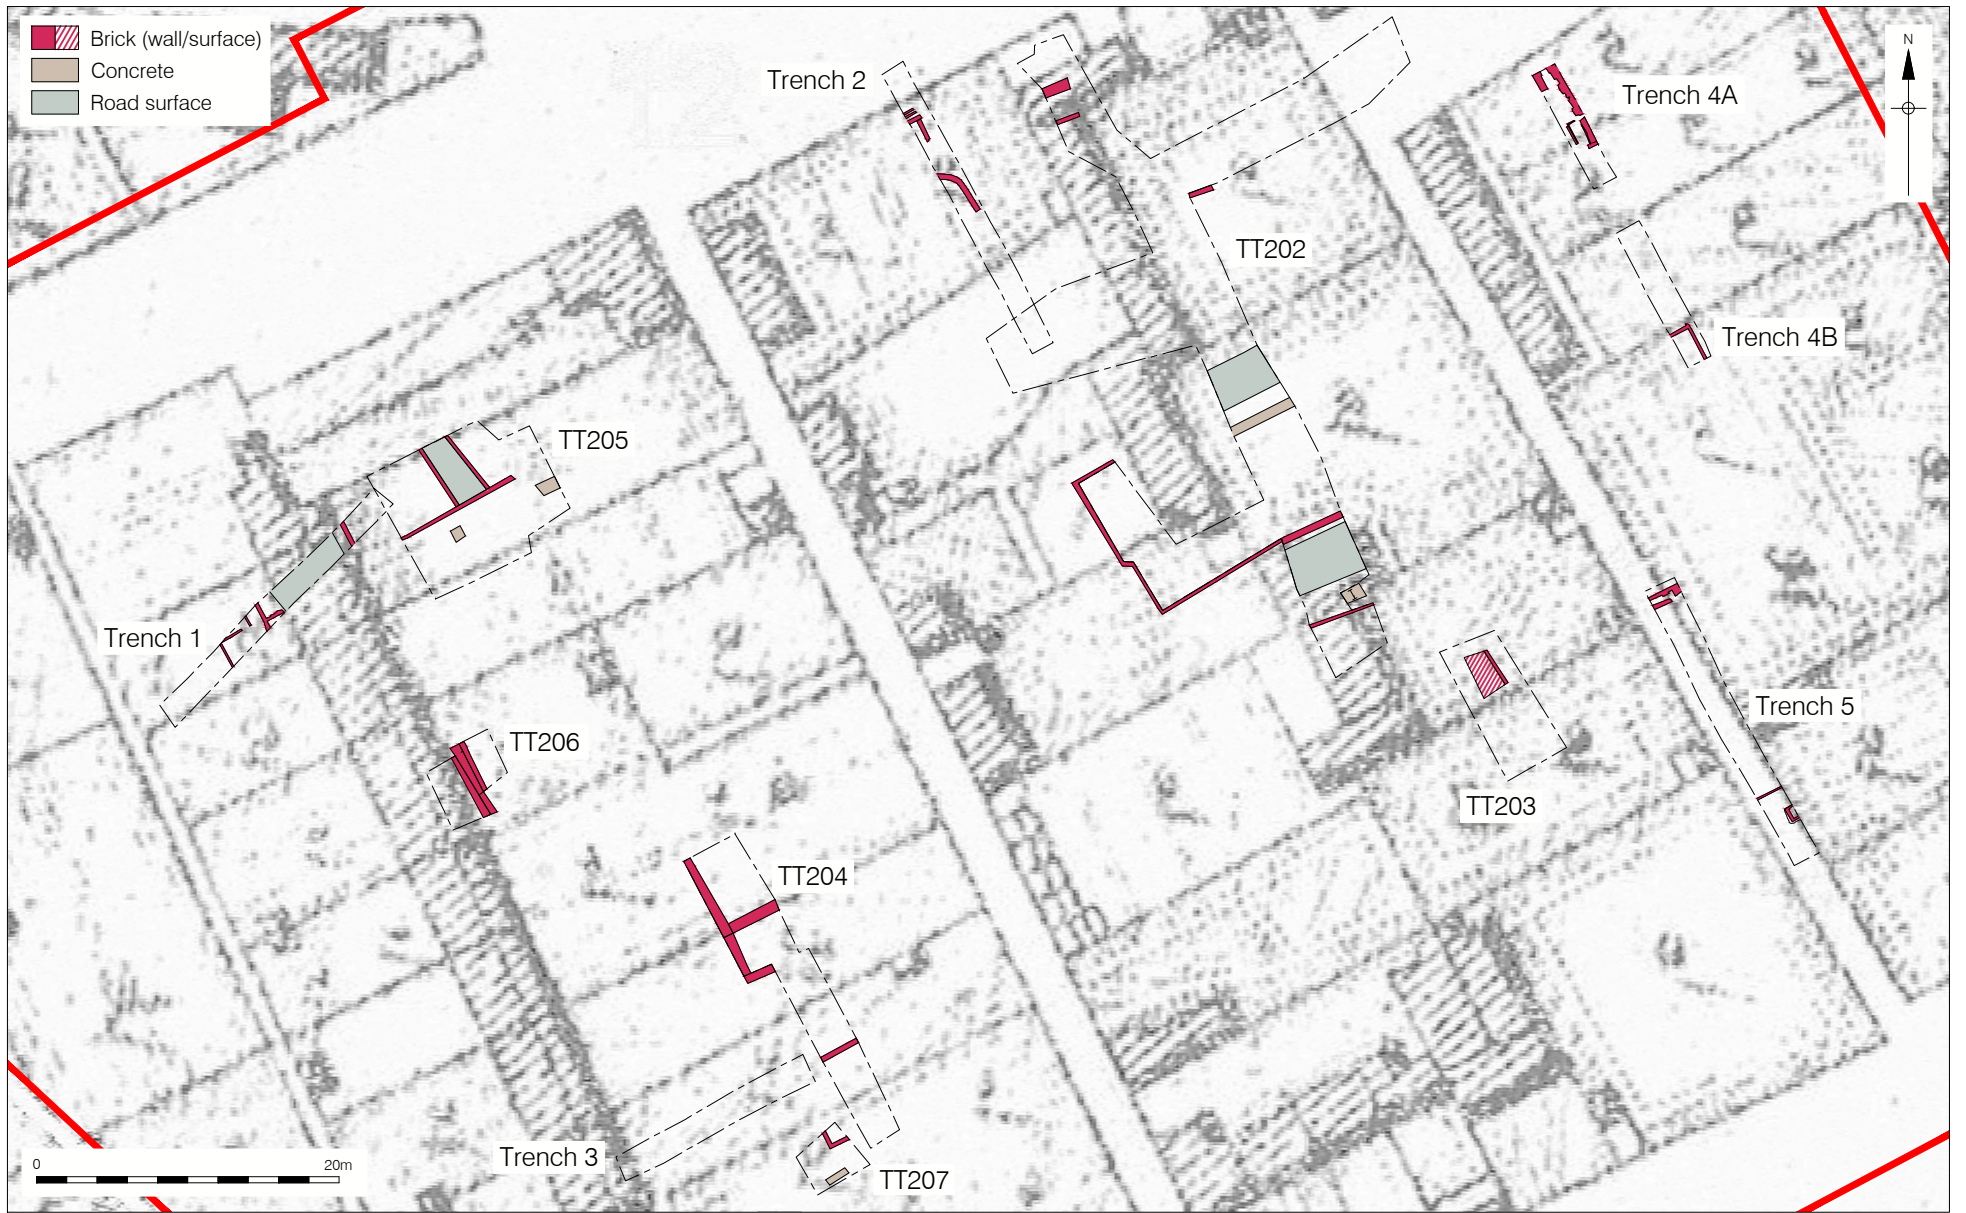 Brick (wall/surface)
Concrete
Road surface
Trench 2
Trench 4A
N
TT202
Trench 4B
TT205
Trench 1
Trench 5
TT206
TT203
TT204
Trench 3
TT207
0 20m